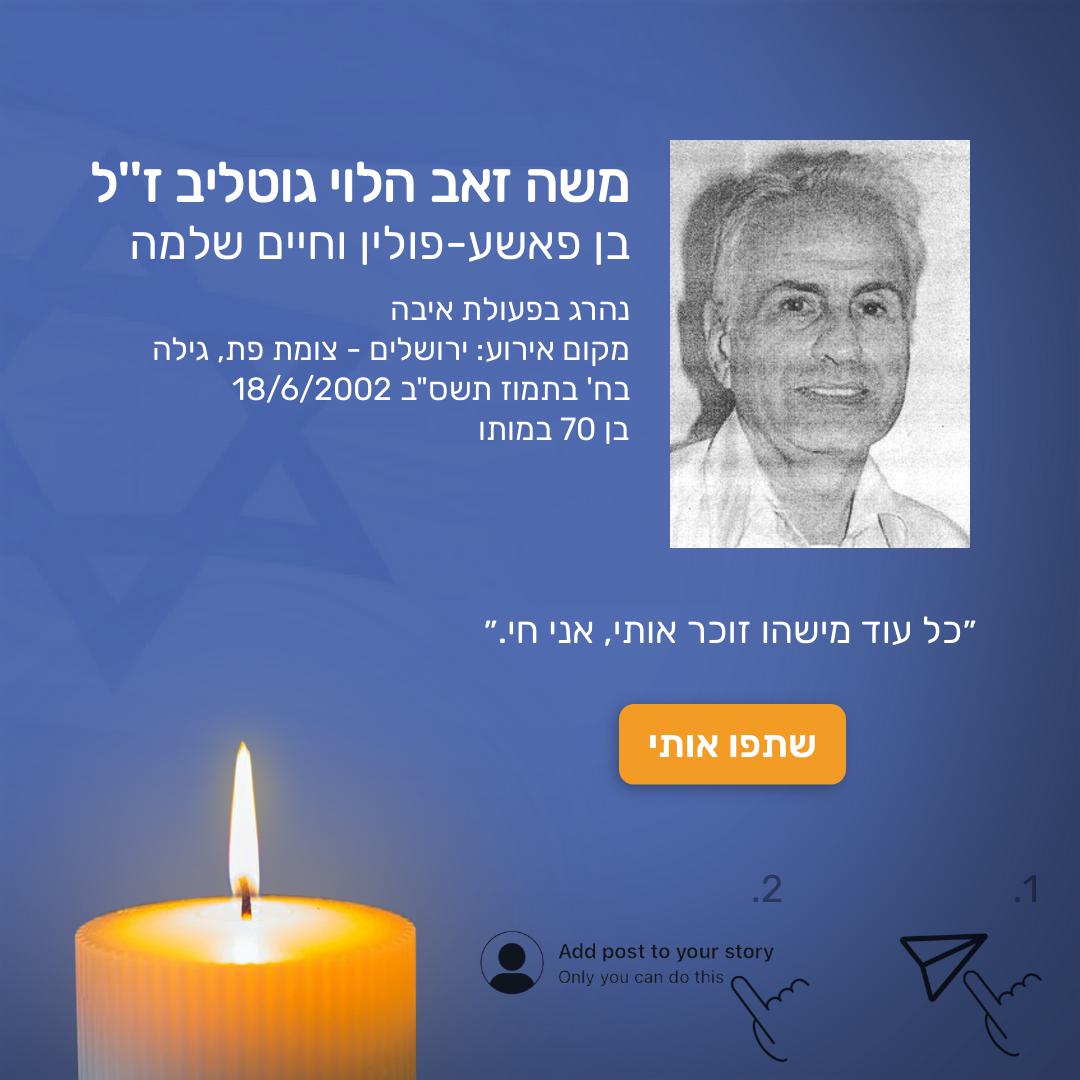 משה זאב הלוי גוטליב ז''ל
בן פאשע-פולין וחיים שלמה
נהרג בפעולת איבה
מקום אירוע: ירושלים - צומת פת, גילה
בח' בתמוז תשס"ב 18/6/2002
בן 70 במותו
״כל עוד מישהו זוכר אותי, אני חי.״
שתפו אותי
1.
2.
Add post to your story
Only you can do this